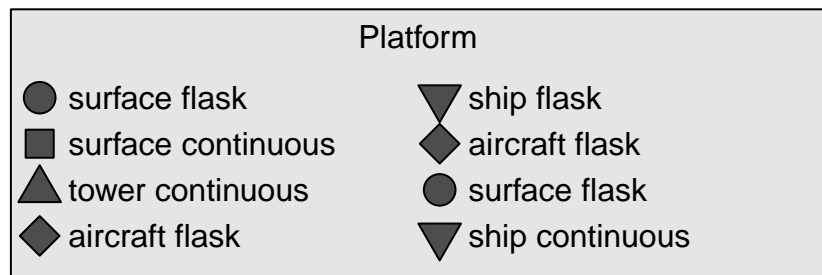 Platform
surface flask
surface continuous
tower continuous
aircraft flask
ship flask
aircraft flask
surface flask
ship continuous